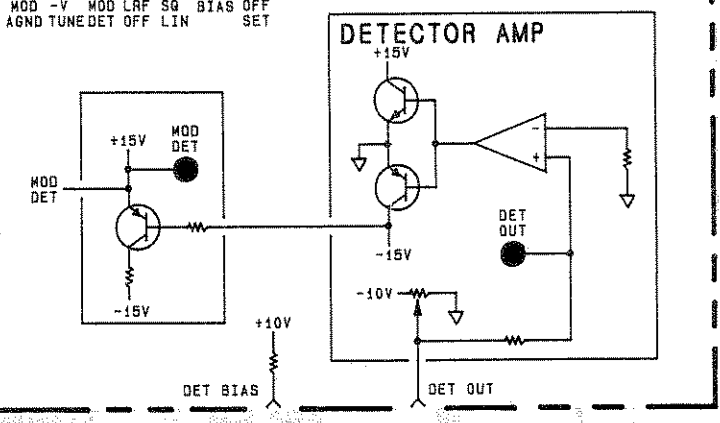 MOD -V MOD LRF SQ BIAS OFF
AGND TUNE DET OFF LIN SET
DETECTOR AMP
+15V
+15V
MOD
DET
MOD
DET
-
+
DET
OUT
-15V
-10V
-15V
+10V
DET BIAS
DET OUT